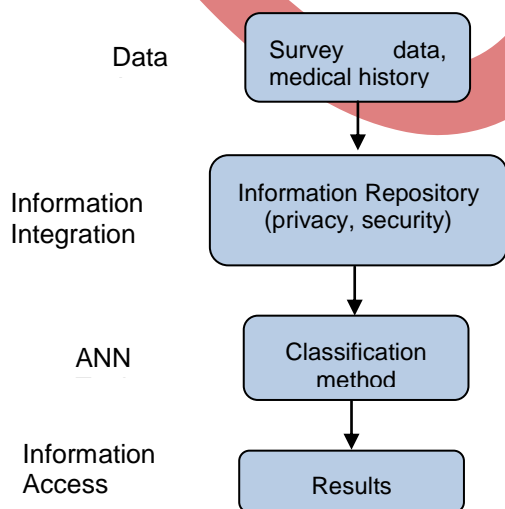 Data
Survey data,
medical history
Information
Integration
Information Repository
(privacy, security)
ANN
Classification
method
Information
Access
Results